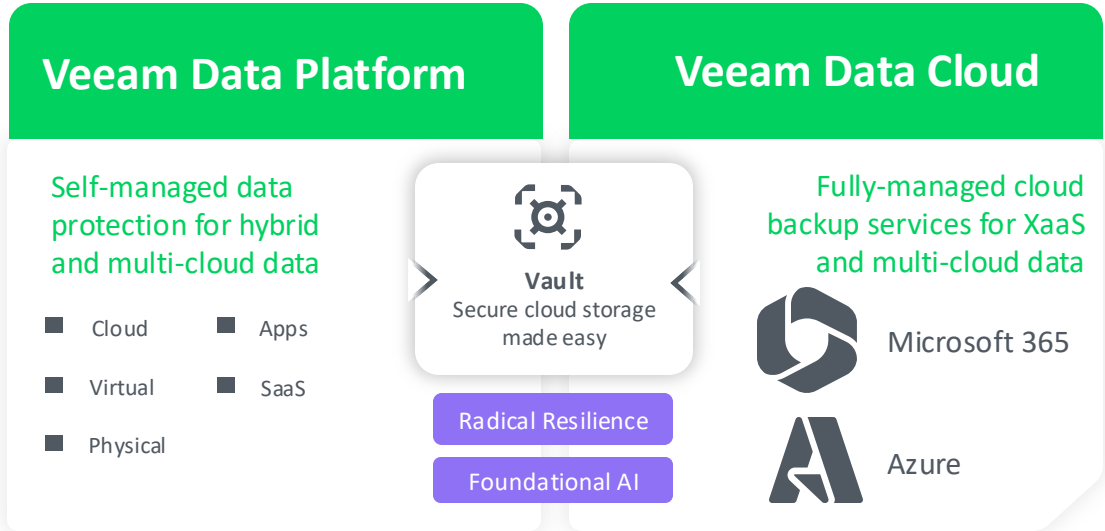 Veeam Data Platform
Self-managed data
protection for hybrid
and multi-cloud data
Cloud
Apps
Virtual
SaaS
Physical
Vault
Secure cloud storage
made easy
Radical Resilience
Foundational AI
Veeam Data Cloud
Fully-managed cloud
backup services for XaaS
and multi-cloud data
Microsoft 365
Azure